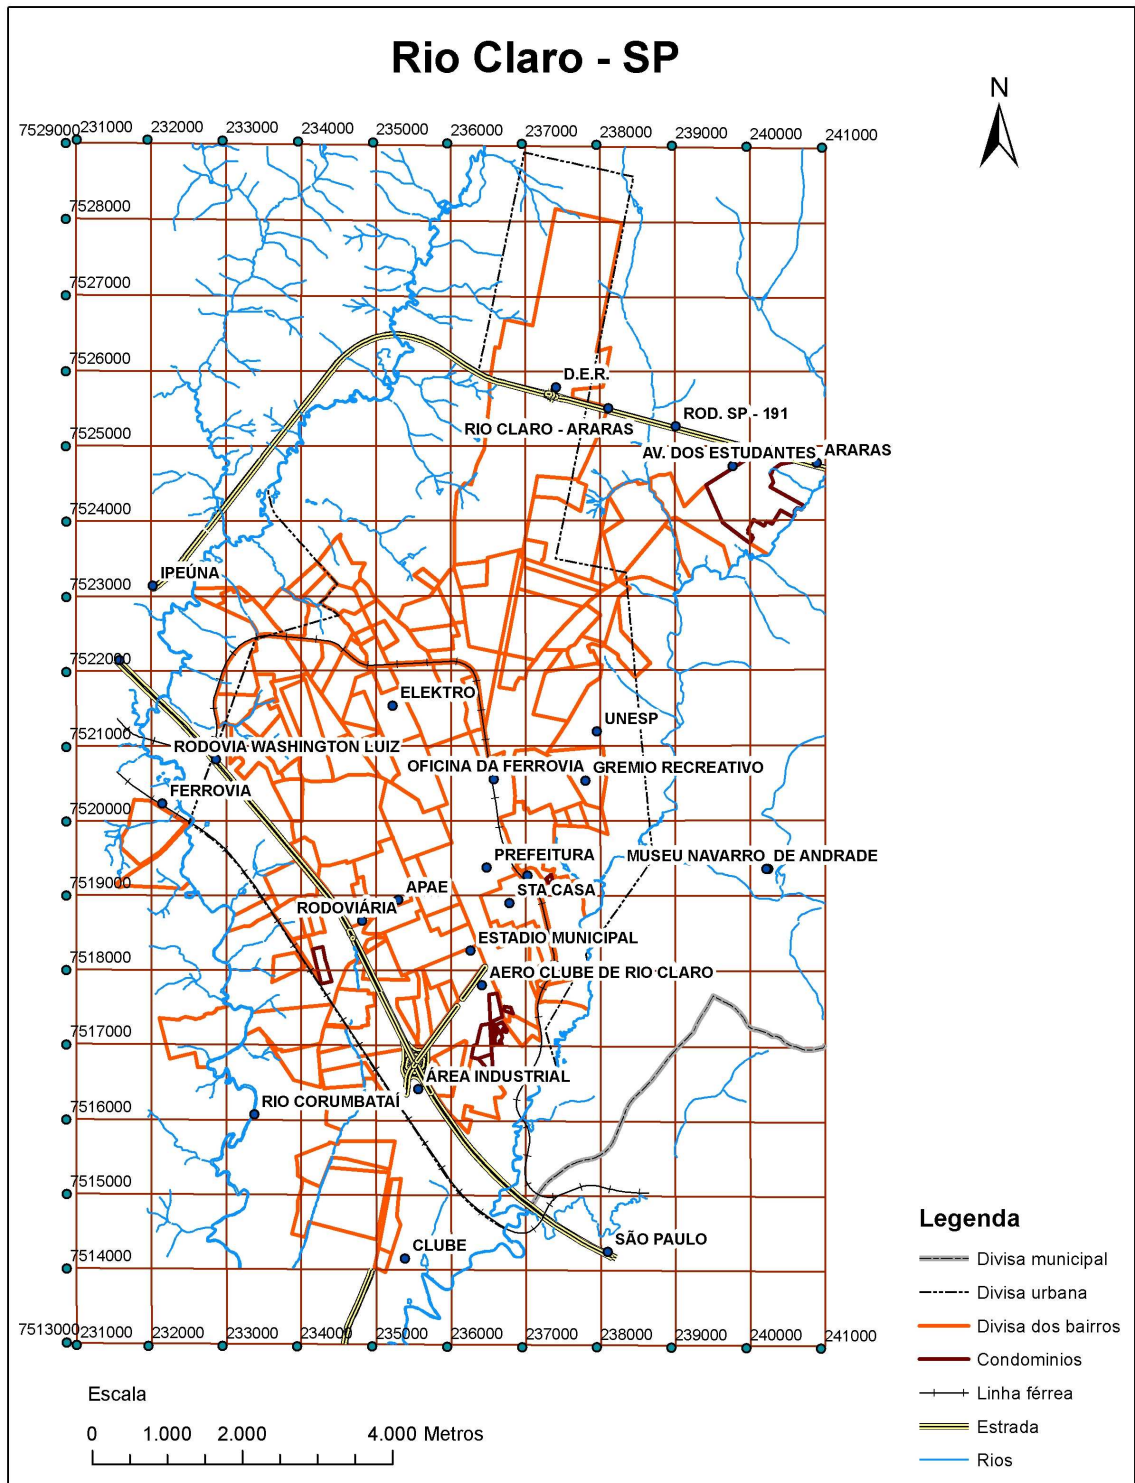 Rio Claro - SP
N
7529000 231000 232000 233000 234000 235000 236000 237000 238000 239000 240000 241000
7528000
7527000
7526000
D.E.R.
ROD. SP - 191
RIO CLARO - ARARAS
7525000
AV. DOS ESTUDANTES ARARAS
7524000
IPEÚNA
7523000
7522000
ELEKTRO
UNESP
7521000
RODOVIA WASHINGTON LUIZ
OFICINA DA FERROVIA GREMIO RECREATIVO
FERROVIA
7520000
PREFEITURA
MUSEU NAVARRO DE ANDRADE
7519000
APAE
STA CASA
RODOVIÁRIA
ESTADIO MUNICIPAL
7518000
AERO CLUBE DE RIO CLARO
7517000
ÁREA INDUSTRIAL
RIO CORUMBATAÍ
7516000
7515000
CLUBE
SÃO PAULO
7514000
7513000 231000 232000 233000 234000 235000 236000 237000 238000 239000 240000 241000
Escala
0 1.000 2.000 4.000 Metros
Legenda
Divisa municipal
Divisa urbana
Divisa dos bairros
Condominios
Linha férrea
Estrada
Rios